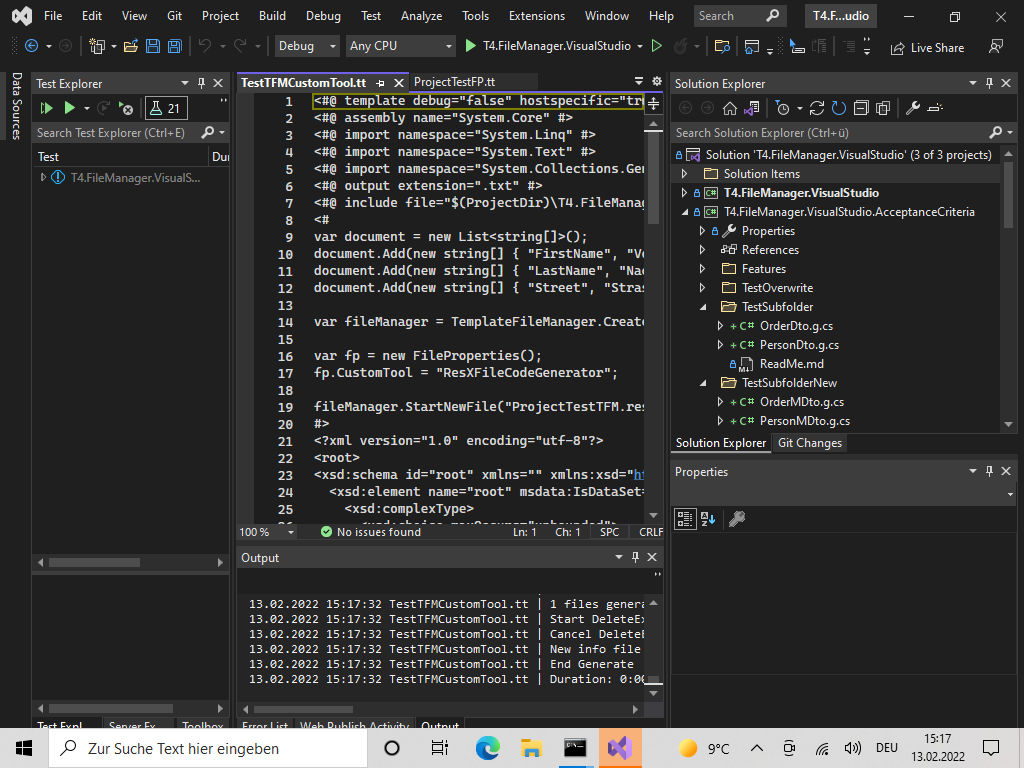 File Edit View Git Project Build Debug Test Analyze Tools Extensions Window Help Search T4.F...udio
Debug Any CPU T4.FileManager.VisualStudio Live Share
Data Sources
Test Explorer
21
Search Test Explorer (Ctrl+E)
Test Du
T4.FileManager.VisualS...
TestTFMCustomTool.tt ProjectTestFP.tt
1 <#@ template debug="false" hostspecific="tr
2 <#@ assembly name="System.Core" #>
3 <#@ import namespace="System.Linq" #>
4 <#@ import namespace="System.Text" #>
5 <#@ import namespace="System.Collections.Ge
6 <#@ output extension=".txt" #>
7 <#@ include file="$(ProjectDir)\T4.FileMana
8 <#
9 var document = new List<string[]>();
10 document.Add(new string[] { "FirstName", "V
11 document.Add(new string[] { "LastName", "Na
12 document.Add(new string[] { "Street", "Stra
13
14 var fileManager = TemplateFileManager.Create
15
16 var fp = new FileProperties();
17 fp.CustomTool = "ResXFileCodeGenerator";
18
19 fileManager.StartNewFile("ProjectTestTFM.res
20 #>
21 <?xml version="1.0" encoding="utf-8"?>
22 <root>
23 <xsd:schema id="root" xmlns="" xmlns:xsd="h
24 <xsd:element name="root" msdata:IsDataSet=
25 <xsd:complexType>
100 % No issues found Ln: 1 Ch: 1 SPC CRLF
Output
13.02.2022 15:17:32 TestTFMCustomTool.tt | 1 files genera
13.02.2022 15:17:32 TestTFMCustomTool.tt | Start DeleteEx
13.02.2022 15:17:32 TestTFMCustomTool.tt | Cancel DeleteE
13.02.2022 15:17:32 TestTFMCustomTool.tt | New info file
13.02.2022 15:17:32 TestTFMCustomTool.tt | End Generate
13.02.2022 15:17:32 TestTFMCustomTool.tt | Duration: 0:00
Test Expl... Server Ex... Toolbox Error List Web Publish Activity Output
Solution Explorer
Search Solution Explorer (Ctrl+ü)
Solution 'T4.FileManager.VisualStudio' (3 of 3 projects)
Solution Items
T4.FileManager.VisualStudio
T4.FileManager.VisualStudio.AcceptanceCriteria
Properties
References
Features
TestOverwrite
TestSubfolder
+ C# OrderDto.g.cs
+ C# PersonDto.g.cs
ReadMe.md
TestSubfolderNew
+ C# OrderMDto.g.cs
+ C# PersonMDto.g.cs
Solution Explorer Git Changes
Properties
Zur Suche Text hier eingeben
9°C DEU 15:17
13.02.2022